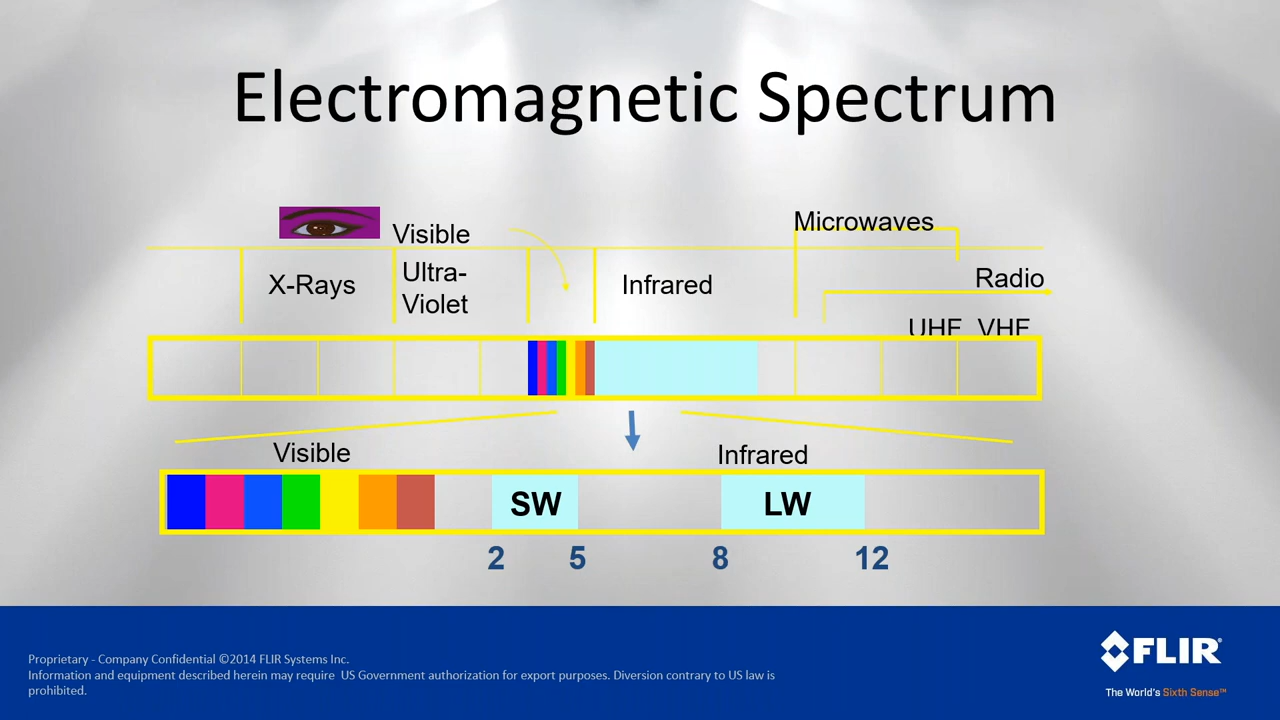 Electromagnetic Spectrum
Microwaves
Visible
X-Rays
Ultra-
Violet
Infrared
Radio
UHF VHF
Visible
Infrared
SW
LW
2 5 8 12
Proprietary - Company Confidential ©2014 FLIR Systems Inc.
Information and equipment described herein may require US Government authorization for export purposes. Diversion contrary to US law is
prohibited.
FLIR®
The World's Sixth Sense™